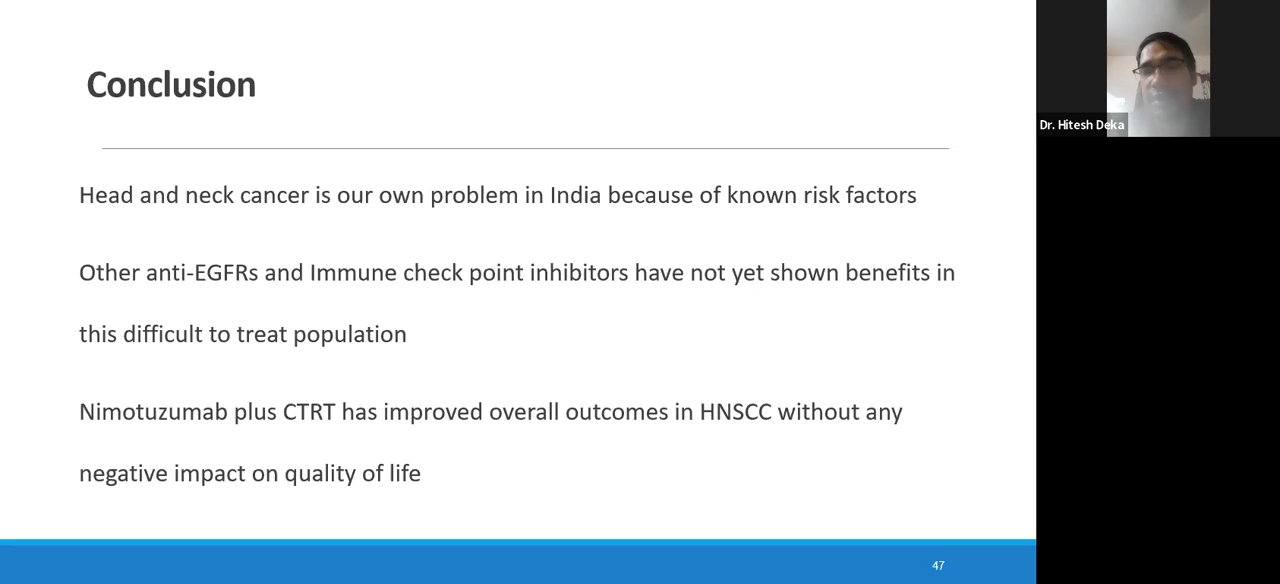 Conclusion
Head and neck cancer is our own problem in India because of known risk factors
Other anti-EGFRs and Immune check point inhibitors have not yet shown benefits in
this difficult to treat population
Nimotuzumab plus CTRT has improved overall outcomes in HNSCC without any
negative impact on quality of life
47
Dr. Hitesh Deka